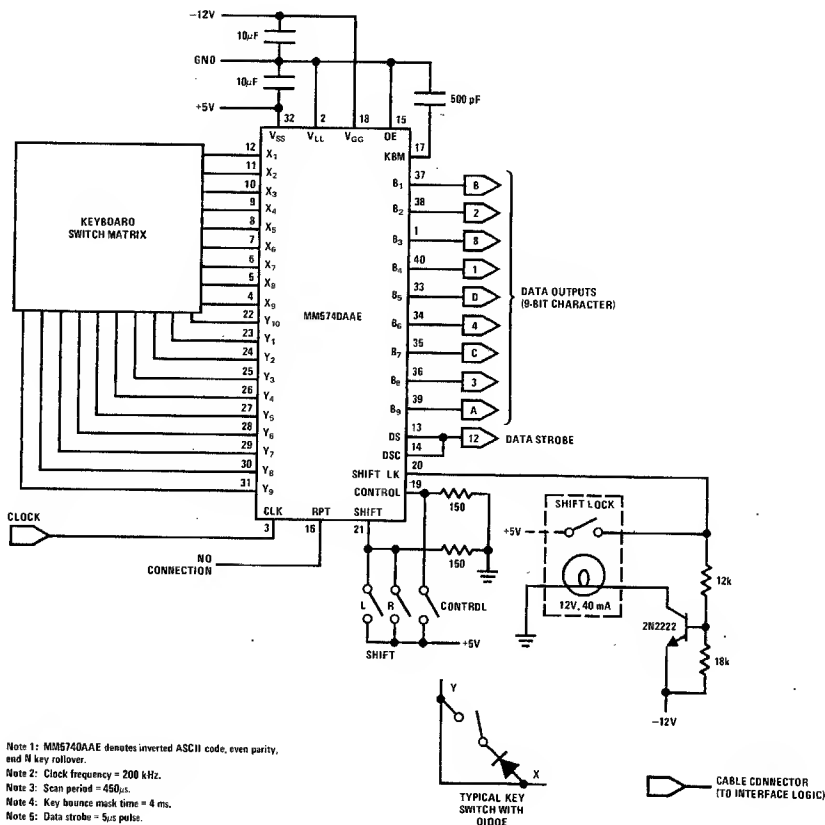 -12V
10μF
GND
10μF
+5V
500 pF
32 2 18 15
VSS VLL VGG OE
17 KBM
12 X1
11 X2
10 X3
9 X4
8 X5
7 X6
6 X7
5 X8
4 X9
22 Y10
23 Y1
24 Y2
25 Y3
26 Y4
27 Y5
28 Y6
29 Y7
30 Y8
31 Y9
KEYBOARD
SWITCH MATRIX
MM5740AAE
B1 37 B
B2 38 2
B3 1 8
B4 40 1
B5 33 D
B6 34 4
B7 35 C
B8 36 3
B9 39 A
DATA OUTPUTS
(9-BIT CHARACTER)
DS 13
DSC 14
12 DATA STROBE
SHIFT LK 20
CONTROL 19
CLK RPT SHIFT
3 16 21
CLOCK
NO
CONNECTION
150
150
L R CONTROL
SHIFT
+5V
SHIFT LOCK
+5V
12V, 40 mA
12k
2N2222
18k
-12V
Y
X
TYPICAL KEY
SWITCH WITH
DIODE
CABLE CONNECTOR
(TO INTERFACE LOGIC)
Note 1: MM5740AAE denotes inverted ASCII code, even parity,
and N key rollover.
Note 2: Clock frequency = 200 kHz.
Note 3: Scan period = 450μs.
Note 4: Key bounce mask time = 4 ms.
Note 5: Data strobe = 5μs pulse.